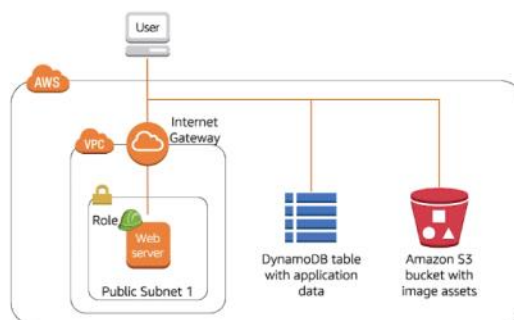 User
AWS
Internet
Gateway
VPC
Role
Web
server
Public Subnet 1
DynamoDB table
with application
data
Amazon S3
bucket with
image assets